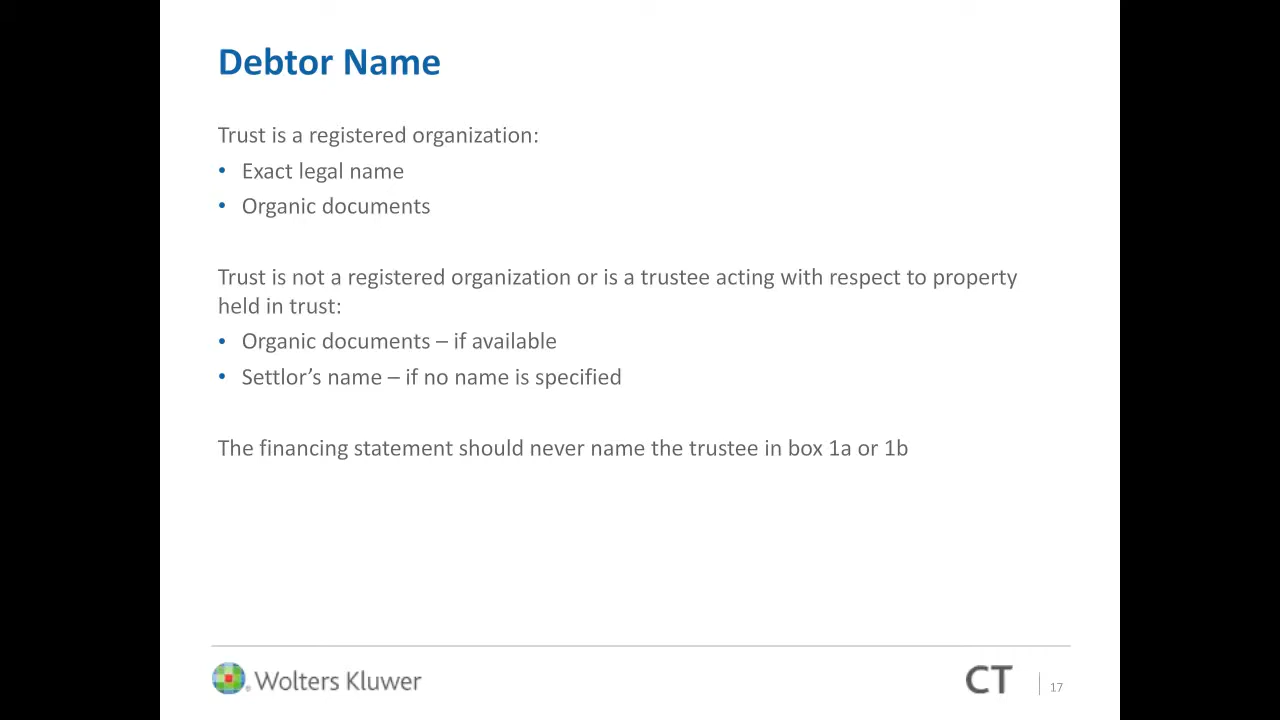 Debtor Name
Trust is a registered organization:
• Exact legal name
• Organic documents
Trust is not a registered organization or is a trustee acting with respect to property
held in trust:
• Organic documents – if available
• Settlor's name – if no name is specified
The financing statement should never name the trustee in box 1a or 1b
Wolters Kluwer
CT
17